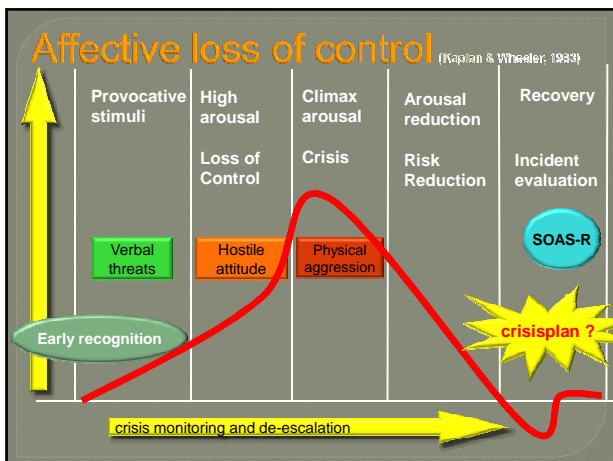 Affective loss of control (Kaplan & Wheeler, 1983)
Provocative
stimuli
High
arousal
Loss of
Control
Climax
arousal
Crisis
Arousal
reduction
Risk
Reduction
Recovery
Incident
evaluation
Verbal
threats
Hostile
attitude
Physical
aggression
SOAS-R
Early recognition
crisisplan ?
crisis monitoring and de-escalation